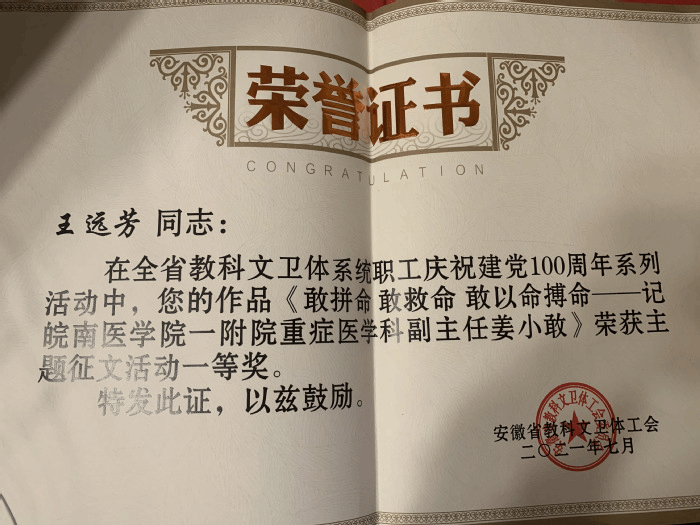 荣誉证书
CONGRATULATION
王远芳 同志：
在全省教科文卫体系统职工庆祝建党100周年系列
活动中，您的作品《敢拼命 敢救命 敢以命搏命——记
皖南医学院一附院重症医学科副主任姜小敢》荣获主
题征文活动一等奖。
特发此证，以兹鼓励。
安徽省教科文卫体工会
二〇二一年七月